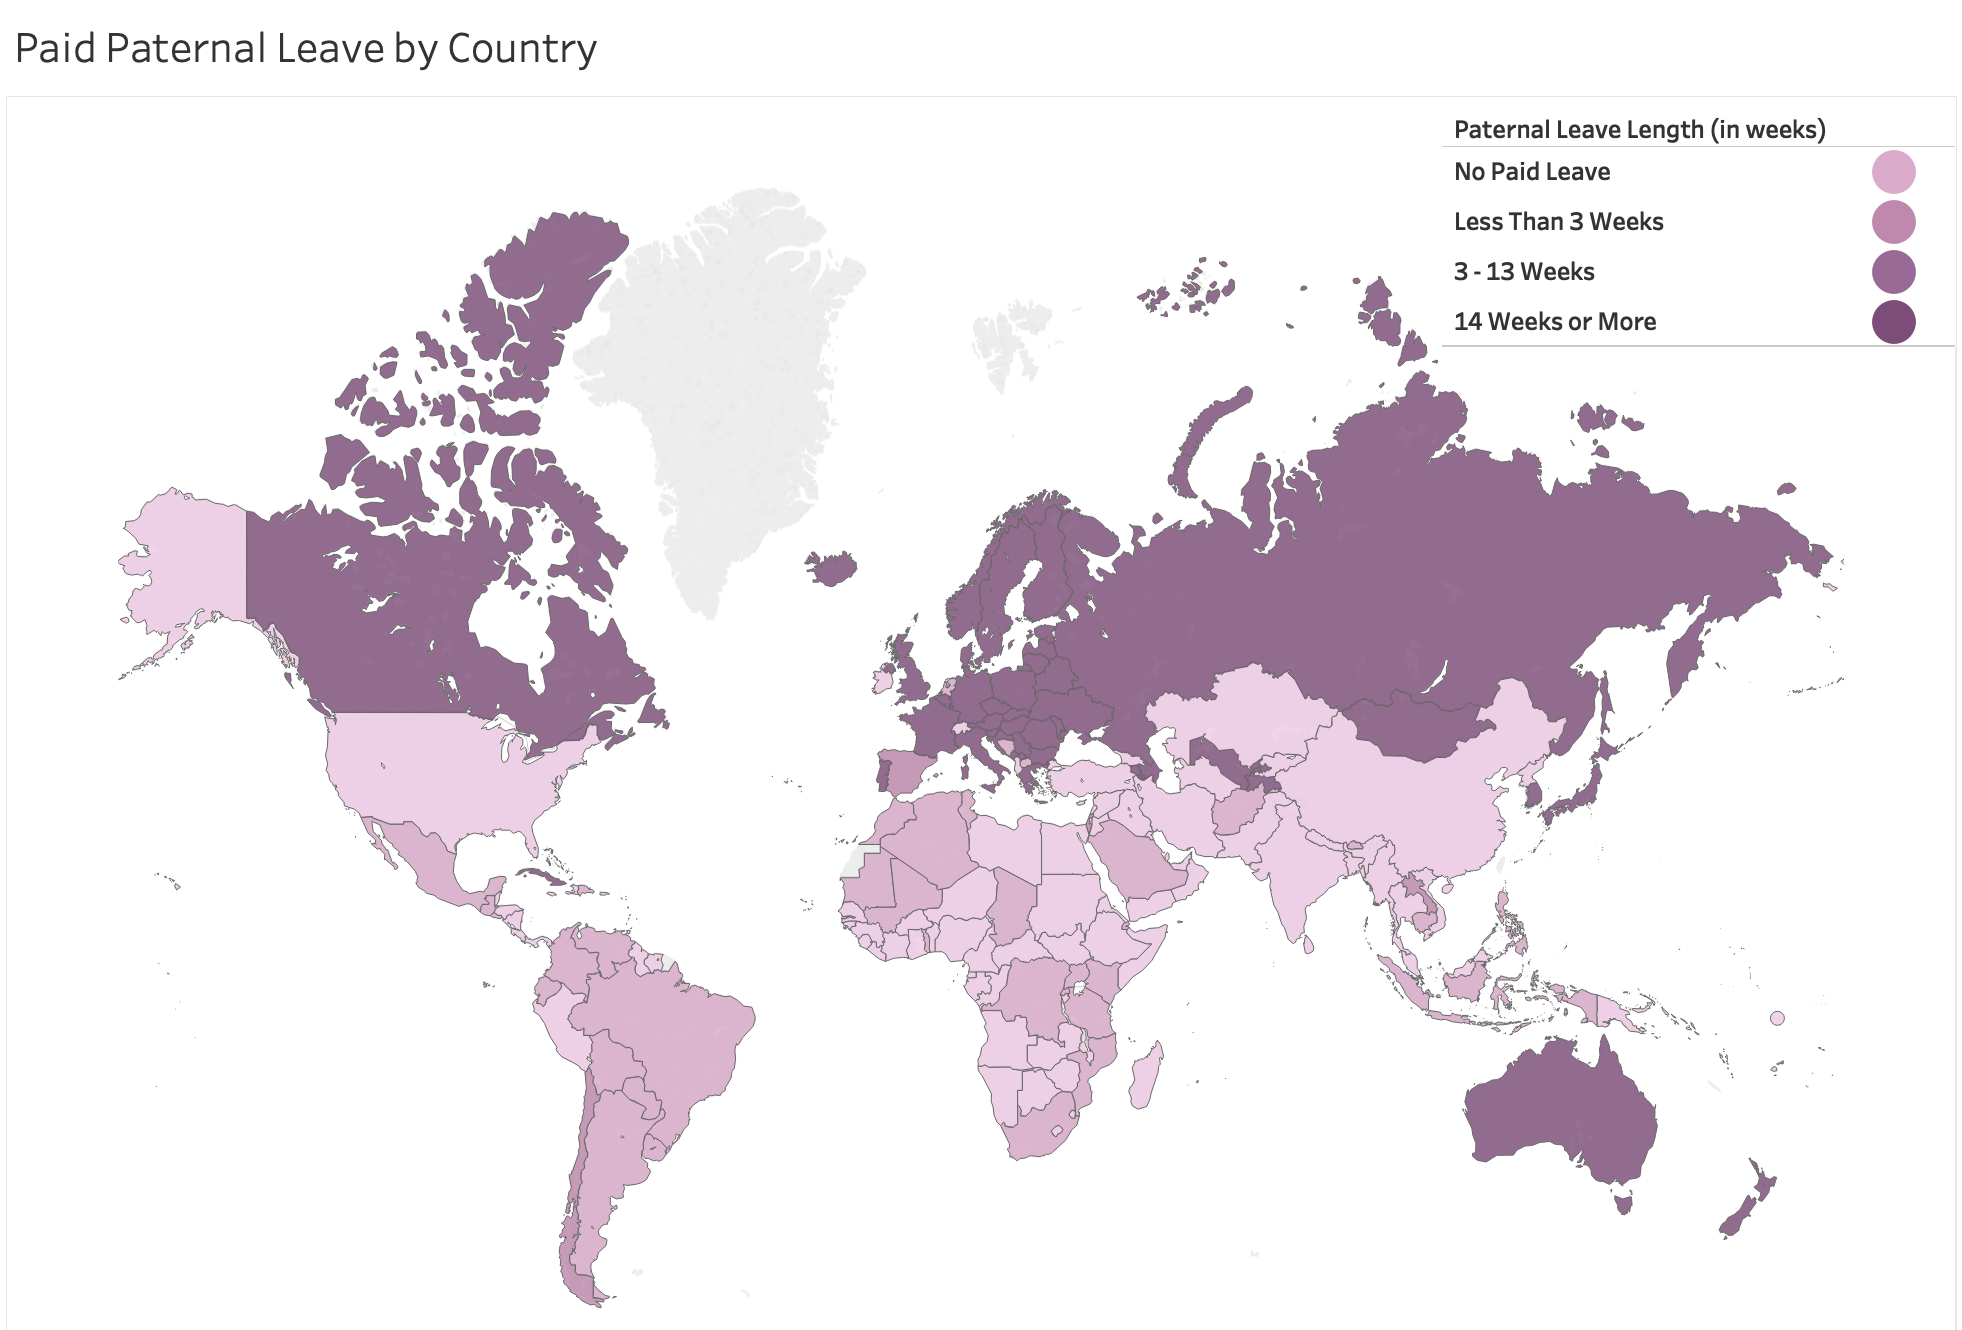 Paid Paternal Leave by Country
Paternal Leave Length (in weeks)
No Paid Leave
Less Than 3 Weeks
3 - 13 Weeks
14 Weeks or More